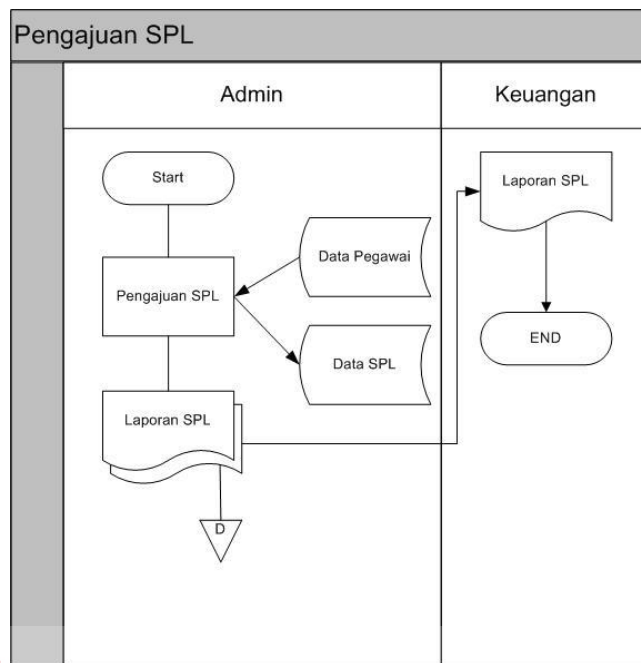 Pengajuan SPL
Admin
Keuangan
Start
Laporan SPL
Data Pegawai
Pengajuan SPL
END
Data SPL
Laporan SPL
D